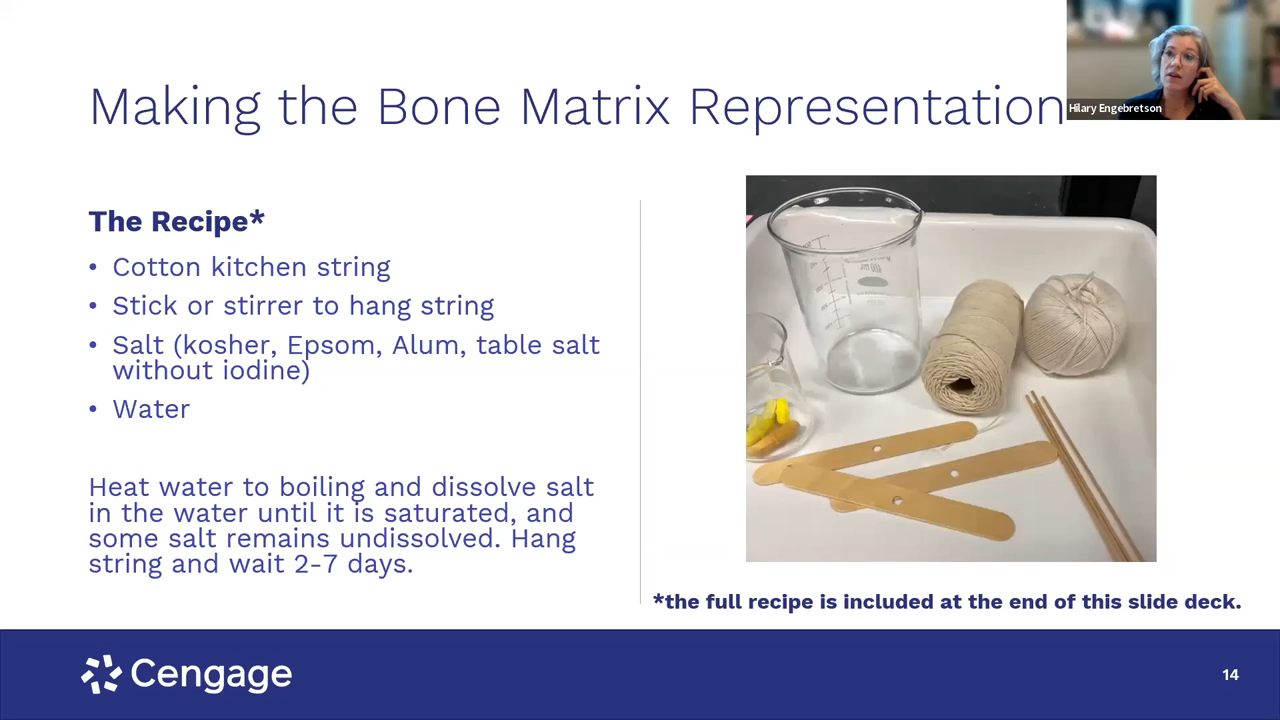 Making the Bone Matrix Representation
Hilary Engebretson
The Recipe*
• Cotton kitchen string
• Stick or stirrer to hang string
• Salt (kosher, Epsom, Alum, table salt
without iodine)
• Water
Heat water to boiling and dissolve salt
in the water until it is saturated, and
some salt remains undissolved. Hang
string and wait 2-7 days.
*the full recipe is included at the end of this slide deck.
Cengage
14